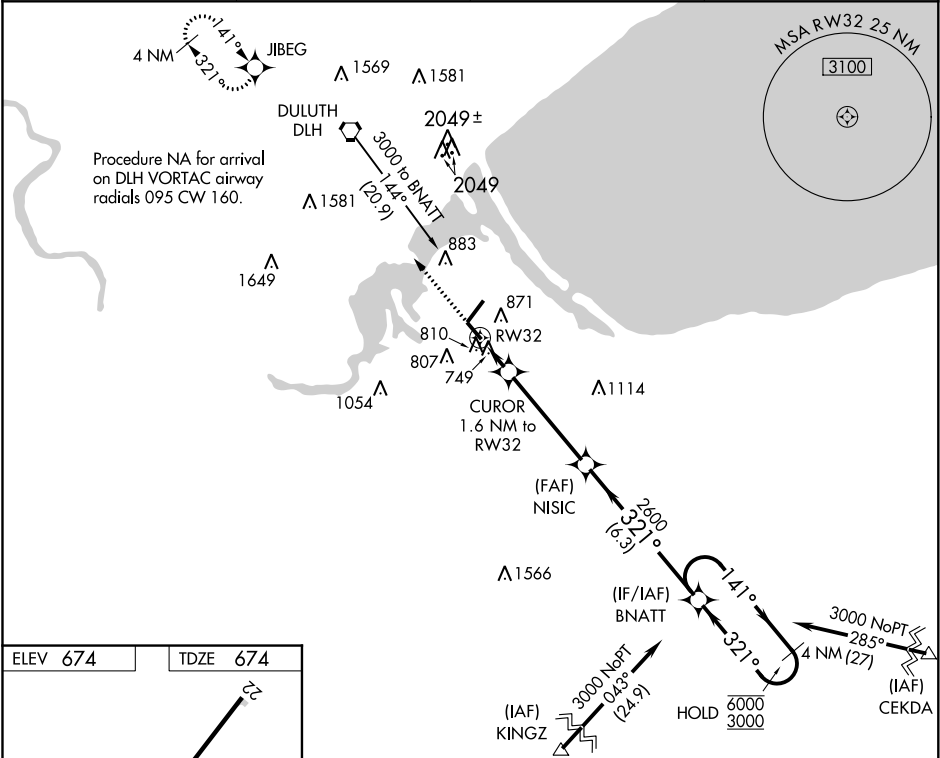 MSA RW32 25 NM
3100
141°
4 NM
321°
JIBEG
1569
1581
DULUTH
DLH
2049±
2049
3000 to BNATT
144°
(20.9)
Procedure NA for arrival
on DLH VORTAC airway
radials 095 CW 160.
1581
883
1649
871
810
RW32
807
749
1054
1114
CUROR
1.6 NM to
RW32
(FAF)
NISIC
2600
321°
(6.3)
1566
(IF/IAF)
BNATT
141°
321°
4 NM
3000 NoPT
285°
(27)
(IAF)
CEKDA
3000 NoPT
043°
(24.9)
(IAF)
KINGZ
HOLD
6000
3000
ELEV 674
TDZE 674
22